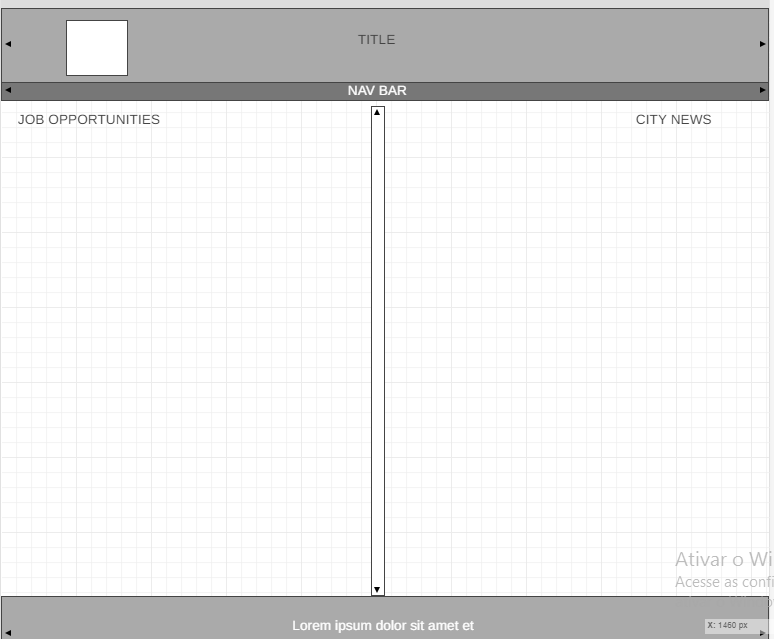 TITLE
NAV BAR
JOB OPPORTUNITIES
CITY NEWS
Ativar o Wi
Acesse as confi
Lorem ipsum dolor sit amet et
X: 1460 px